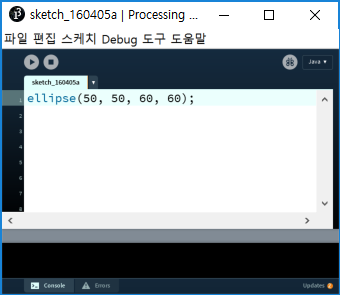 sketch_160405a | Processing ...
파일 편집 스케치 Debug 도구 도움말
Java ▾
sketch_160405a ▾
1 ellipse(50, 50, 60, 60);
2
3
4
5
6
7
8
Console Errors Updates 2